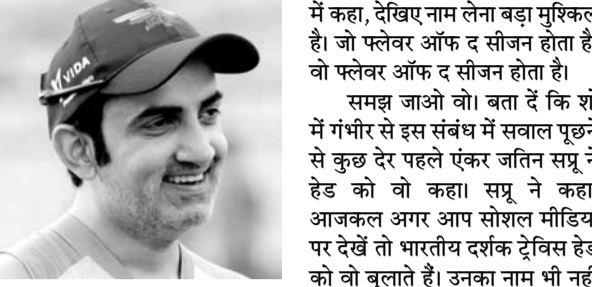 VIDA
में कहा, देखिए नाम लेना बड़ा मुश्किल
है। जो फ्लेवर ऑफ द सीजन होता है
वो फ्लेवर ऑफ द सीजन होता है।
समझ जाओ वो। बता दें कि शो
में गंभीर से इस संबंध में सवाल पूछने
से कुछ देर पहले एंकर जतिन सप्रू ने
हेड को वो कहा। सप्रू ने कहा
आजकल अगर आप सोशल मीडिय
पर देखें तो भारतीय दर्शक ट्रेविस हेड
को वो बुलाते हैं। उनका नाम भी नहीं